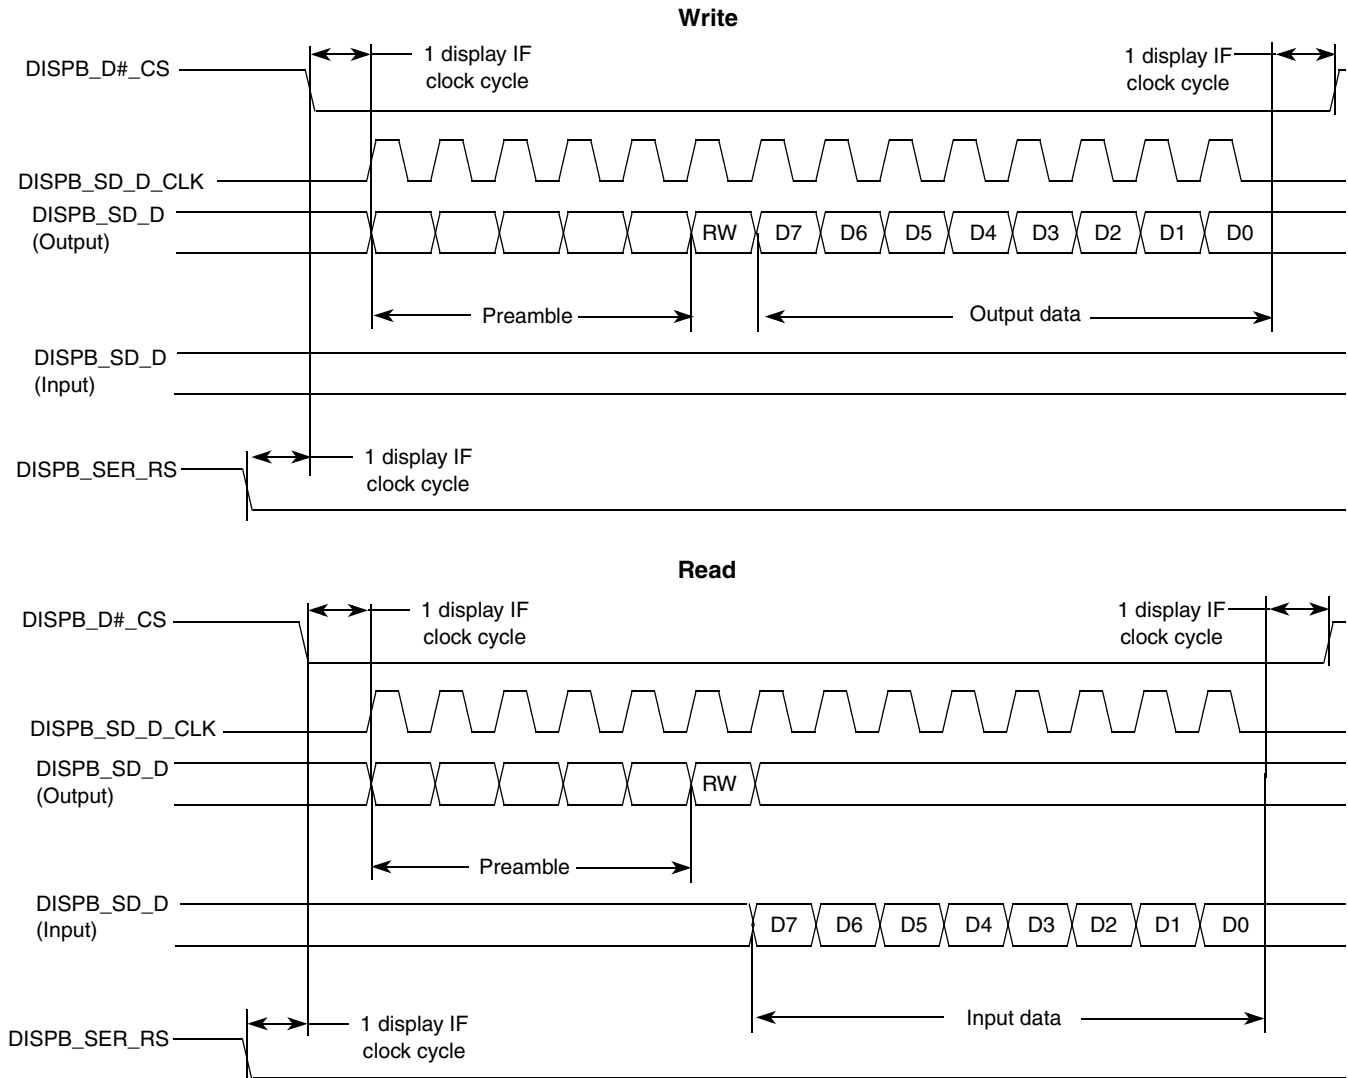 Write
DISPB_D#_CS
1 display IF
clock cycle
1 display IF
clock cycle
DISPB_SD_D_CLK
DISPB_SD_D
(Output)
RW D7 D6 D5 D4 D3 D2 D1 D0
Preamble
Output data
DISPB_SD_D
(Input)
DISPB_SER_RS
1 display IF
clock cycle
Read
DISPB_D#_CS
1 display IF
clock cycle
1 display IF
clock cycle
DISPB_SD_D_CLK
DISPB_SD_D
(Output)
RW
Preamble
DISPB_SD_D
(Input)
D7 D6 D5 D4 D3 D2 D1 D0
Input data
DISPB_SER_RS
1 display IF
clock cycle